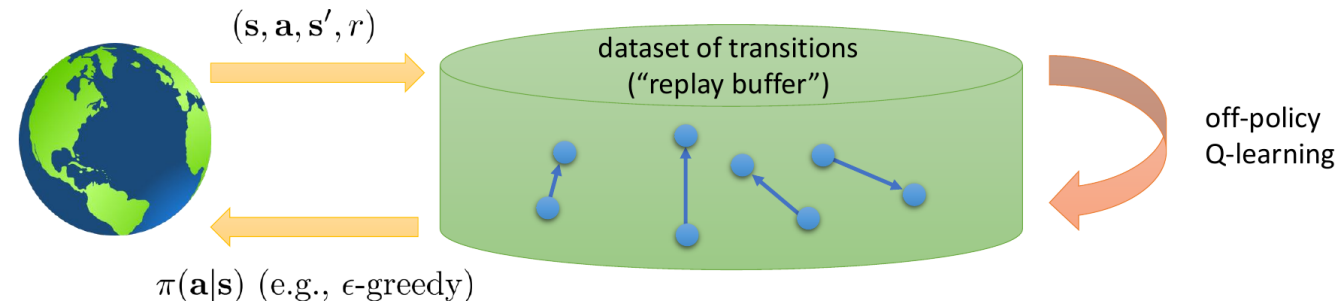 (s, a, s′, r)
dataset of transitions
(“replay buffer”)
off-policy
Q-learning
π(a|s) (e.g., ϵ-greedy)